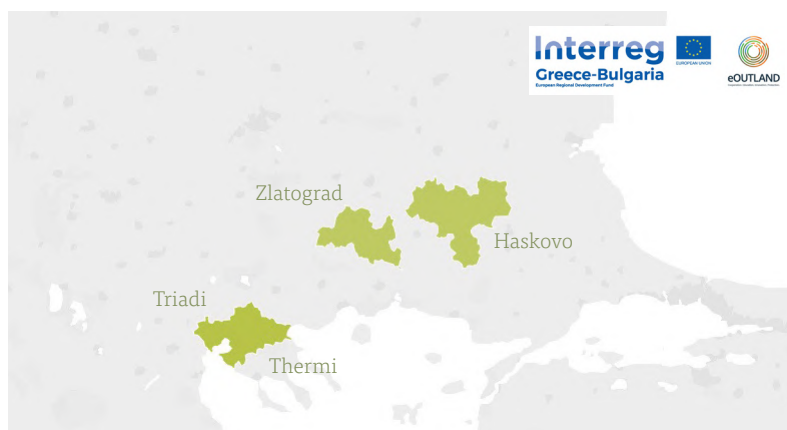 Interreg
EUROPEAN UNION
Greece-Bulgaria
European Regional Development Fund
eOUTLAND
Zlatograd
Haskovo
Triadi
Thermi